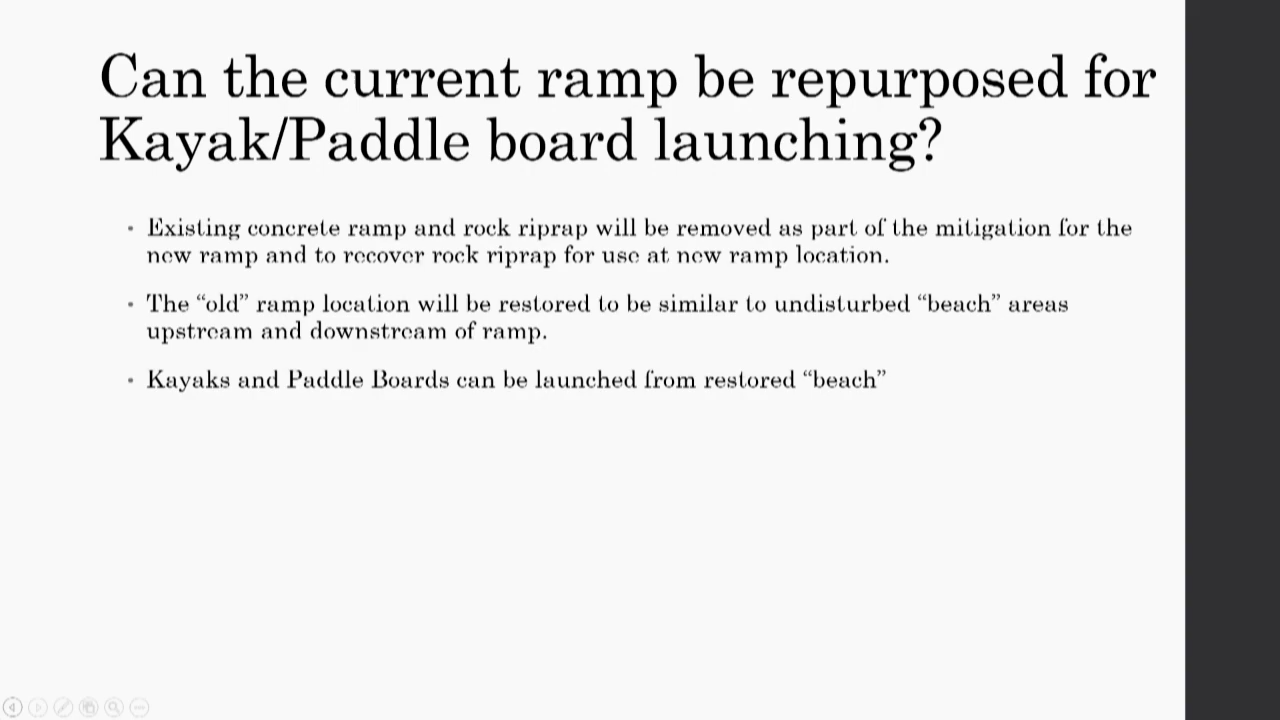 Can the current ramp be repurposed for
Kayak/Paddle board launching?
• Existing concrete ramp and rock riprap will be removed as part of the mitigation for the
new ramp and to recover rock riprap for use at new ramp location.
• The “old” ramp location will be restored to be similar to undisturbed “beach” areas
upstream and downstream of ramp.
• Kayaks and Paddle Boards can be launched from restored “beach”